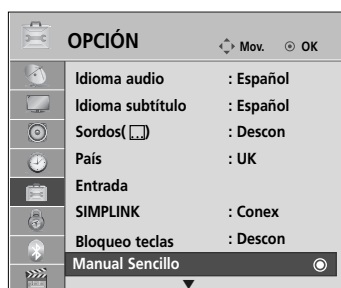 OPCIÓN Mov. OK
Idioma audio : Español
Idioma subtítulo : Español
Sordos( ) : Descon
País : UK
Entrada
SIMPLINK : Conex
Bloqueo teclas : Descon
Manual Sencillo